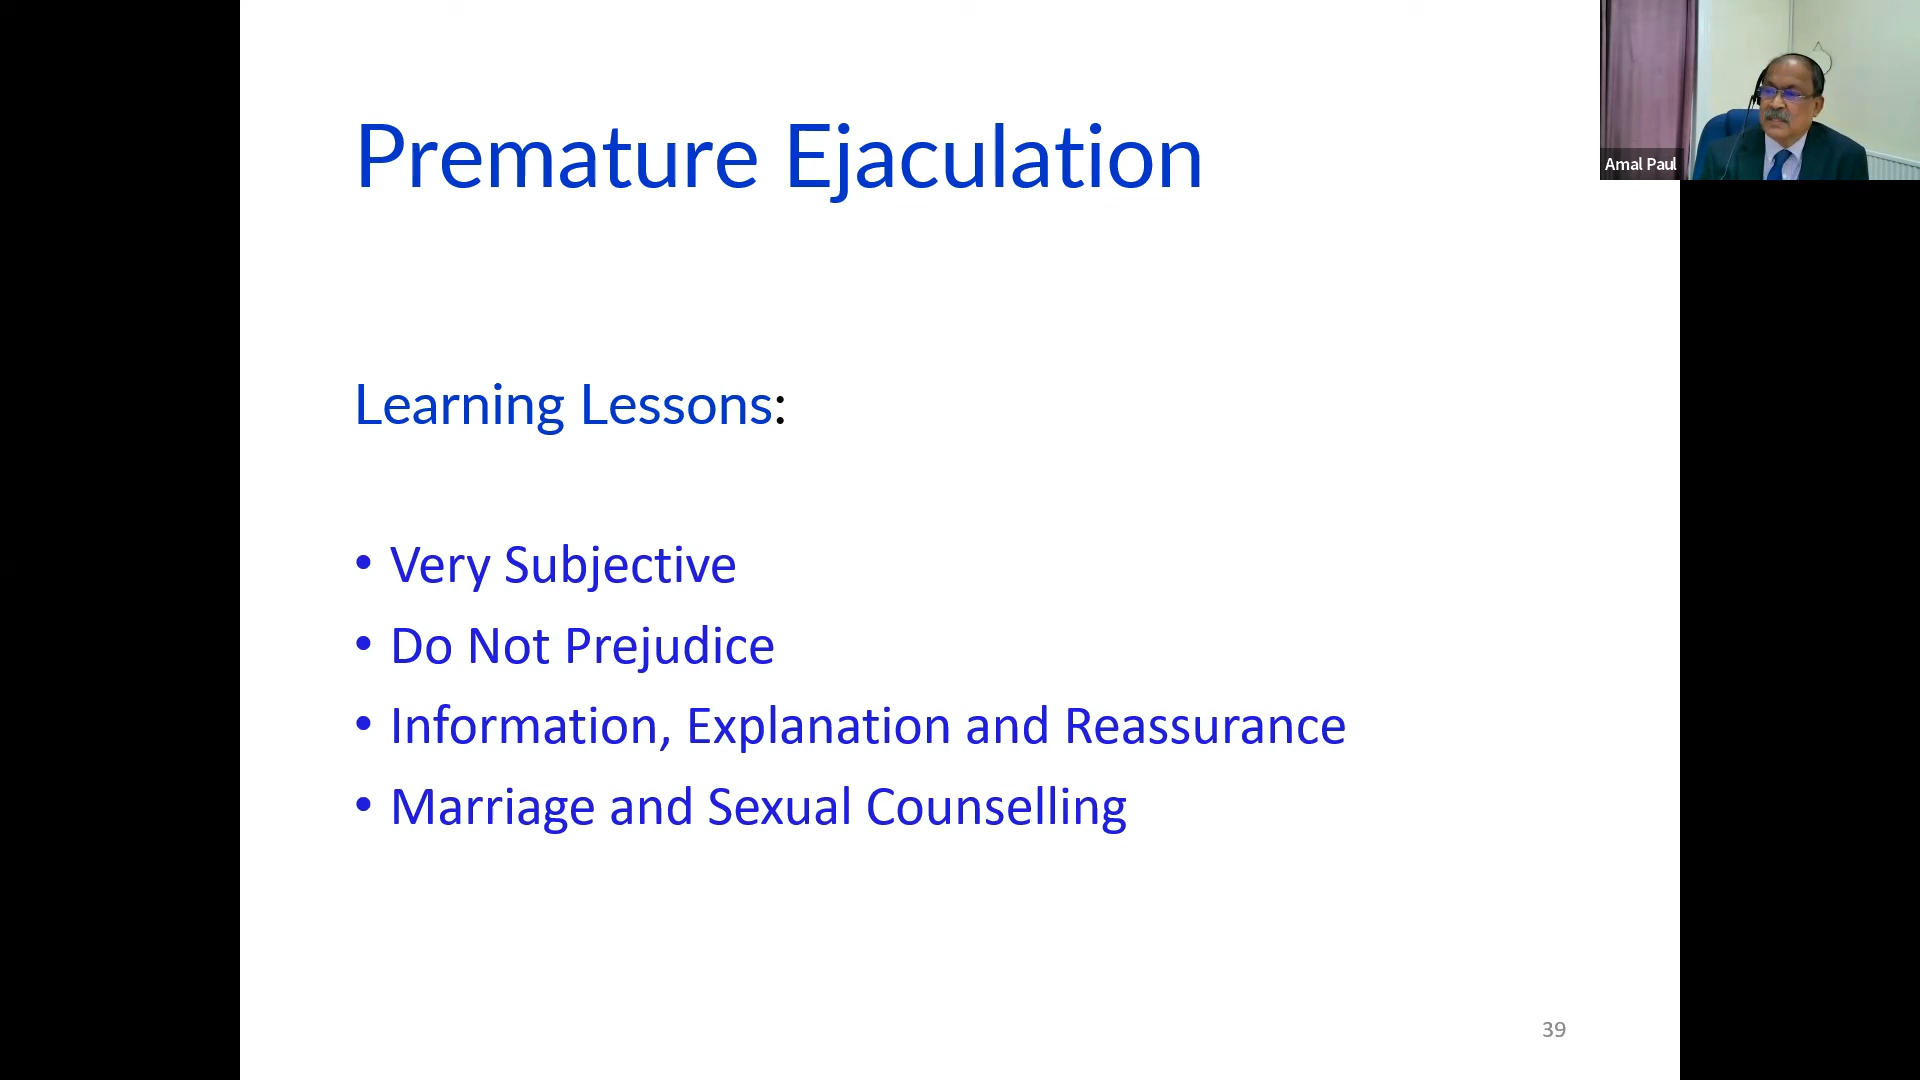 Premature Ejaculation
Amal Paul
Learning Lessons:
• Very Subjective
• Do Not Prejudice
• Information, Explanation and Reassurance
• Marriage and Sexual Counselling
39